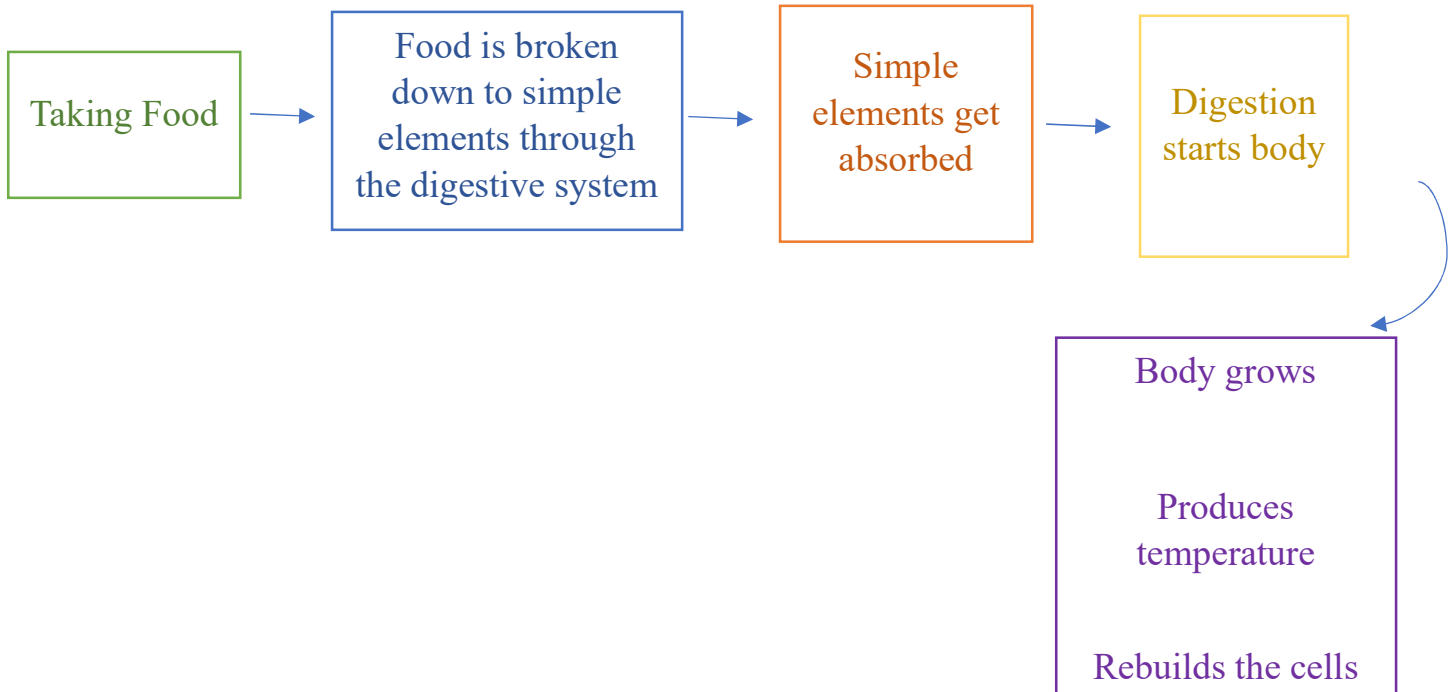 Taking Food
Food is broken
down to simple
elements through
the digestive system
Simple
elements get
absorbed
Digestion
starts body
Body grows
Produces
temperature
Rebuilds the cells